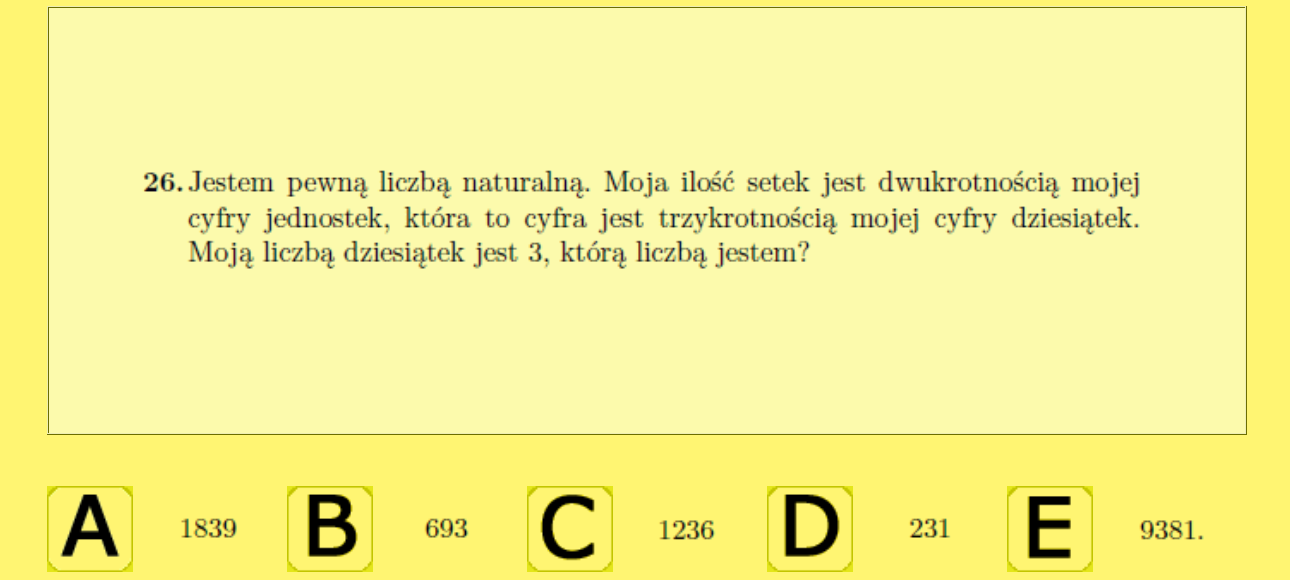 26. Jestem pewną liczbą naturalną. Moja ilość setek jest dwukrotnością mojej
cyfry jednostek, która to cyfra jest trzykrotnością mojej cyfry dziesiątek.
Moją liczbą dziesiątek jest 3, którą liczbą jestem?
A 1839 B 693 C 1236 D 231 E 9381.